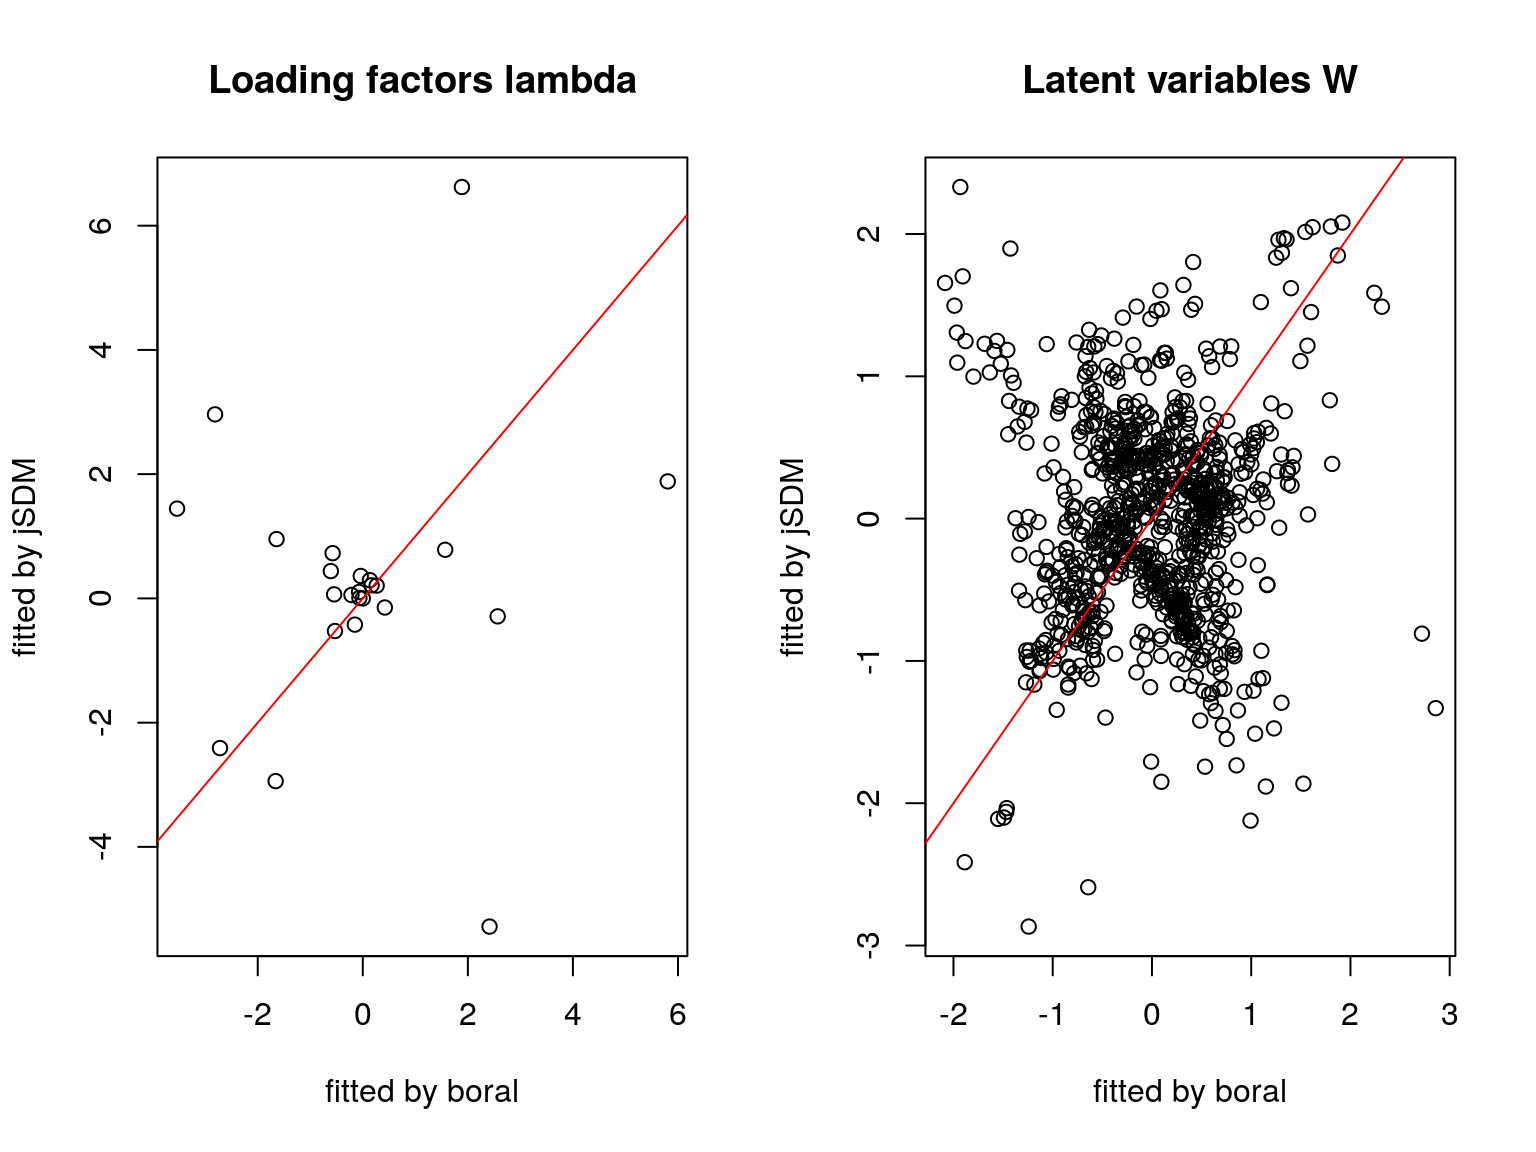 Loading factors lambda
fitted by jSDM
6
4
2
0
-2
-4
-2 0 2 4 6
fitted by boral
Latent variables W
fitted by jSDM
2
1
0
-1
-2
-3
-2 -1 0 1 2 3
fitted by boral